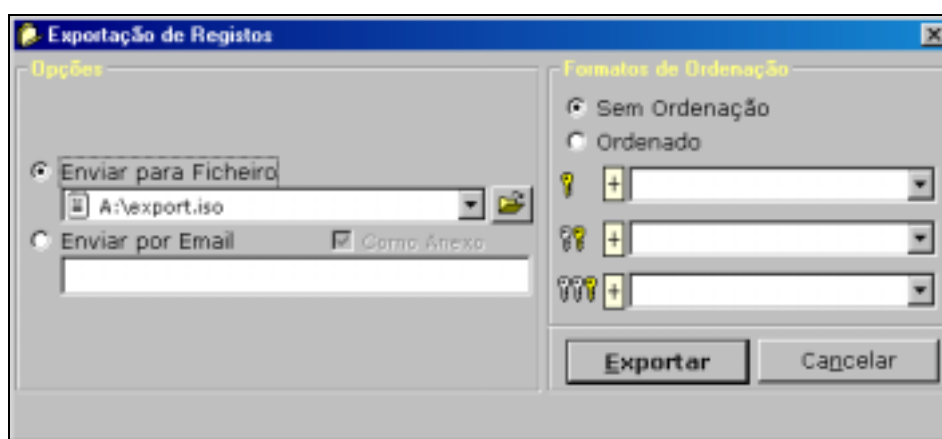 Exportação de Registos
Opções
Enviar para Ficheiro
A:\export.iso
Enviar por Email
Como Anexo
Formatos de Ordenação
Sem Ordenação
Ordenado
+
+
+
Exportar
Cancelar